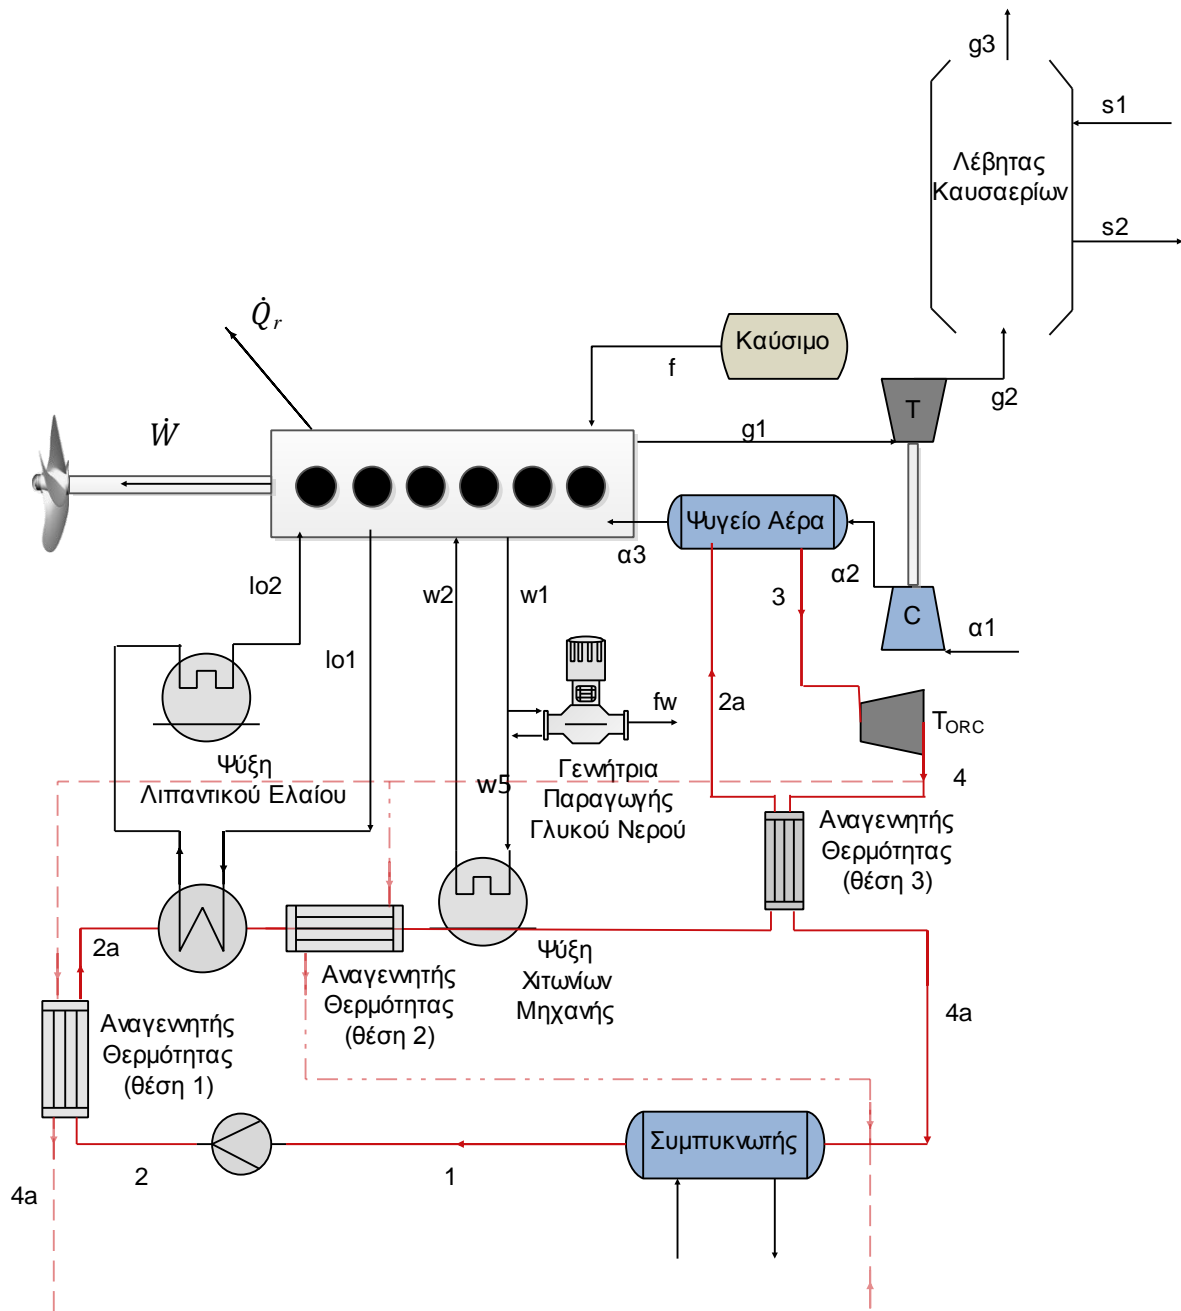 g3
s1
Λέβητας
Καυσαερίων
s2
Q̇r
Καύσιμο
f
T
g2
Ẇ
g1
Ψυγείο Αέρα
α3
α2
lo2
w2
w1
3
C
α1
lo1
2a
fw
TORC
Ψύξη
Λιπαντικού Ελαίου
w5
Γεννήτρια
Παραγωγής
Γλυκού Νερού
4
Αναγεννητής
Θερμότητας
(θέση 3)
2a
Αναγεννητής
Θερμότητας
(θέση 2)
Ψύξη
Χιτωνίων
Μηχανής
4a
Αναγεννητής
Θερμότητας
(θέση 1)
Συμπυκνωτής
2
1
4a